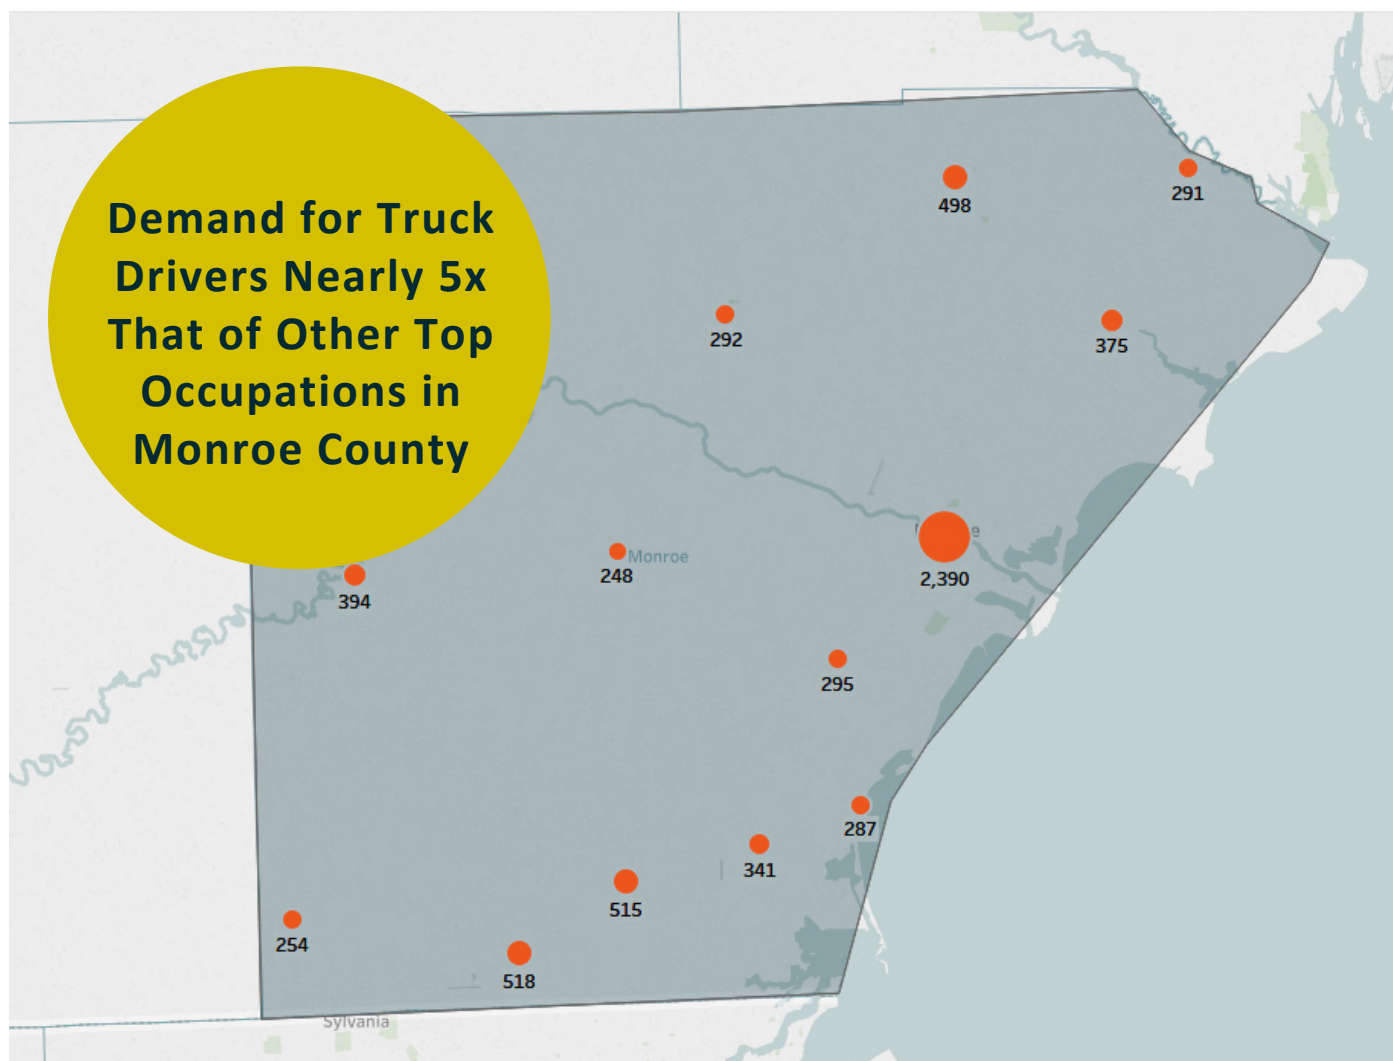 Demand for Truck
Drivers Nearly 5x
That of Other Top
Occupations in
Monroe County
498
291
292
375
Monroe
248
394
2,390
295
287
341
515
254
518
Sylvania